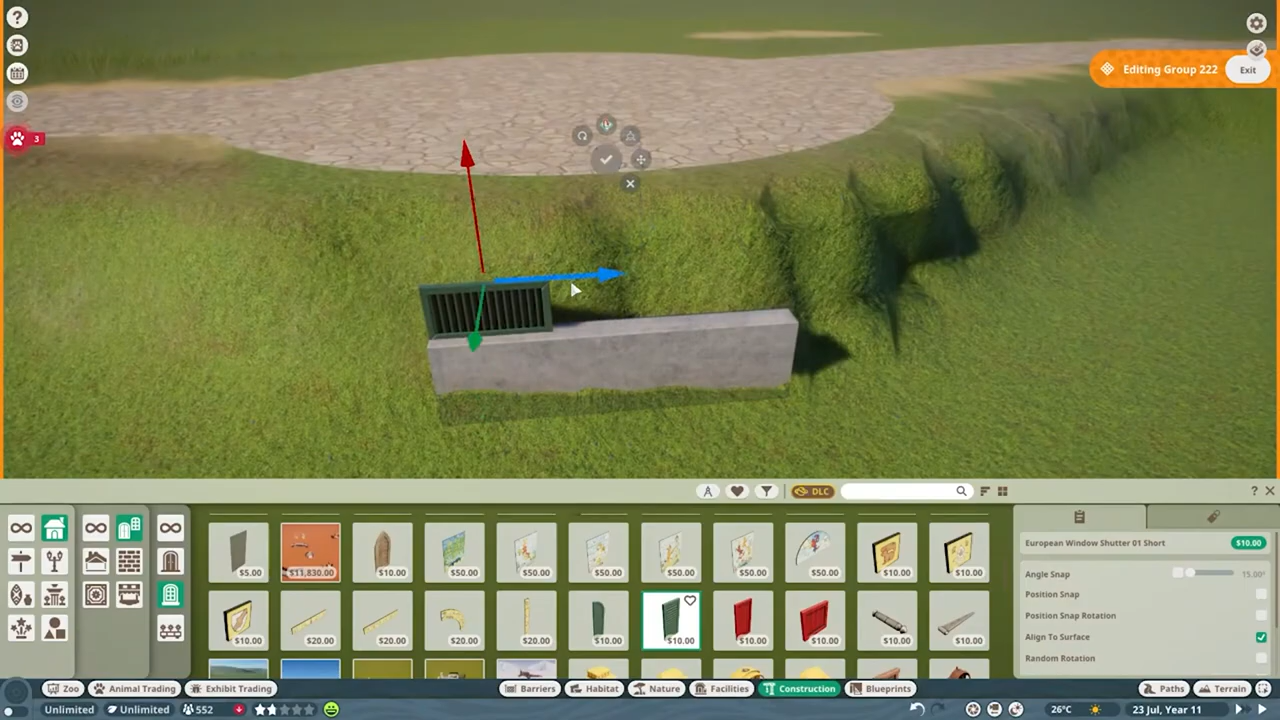 ?
Editing Group 222
Exit
3
DLC
?
$5.00
$11,830.00
$10.00
$50.00
$50.00
$50.00
$50.00
$50.00
$50.00
$10.00
$10.00
$10.00
$20.00
$20.00
$20.00
$20.00
$10.00
$10.00
$10.00
$10.00
$10.00
$10.00
European Window Shutter 01 Short
$10.00
Angle Snap
15.00°
Position Snap
Position Snap Rotation
Align To Surface
Random Rotation
Zoo
Animal Trading
Exhibit Trading
Barriers
Habitat
Nature
Facilities
Construction
Blueprints
Paths
Terrain
Unlimited
Unlimited
552
26°C
23 Jul, Year 11